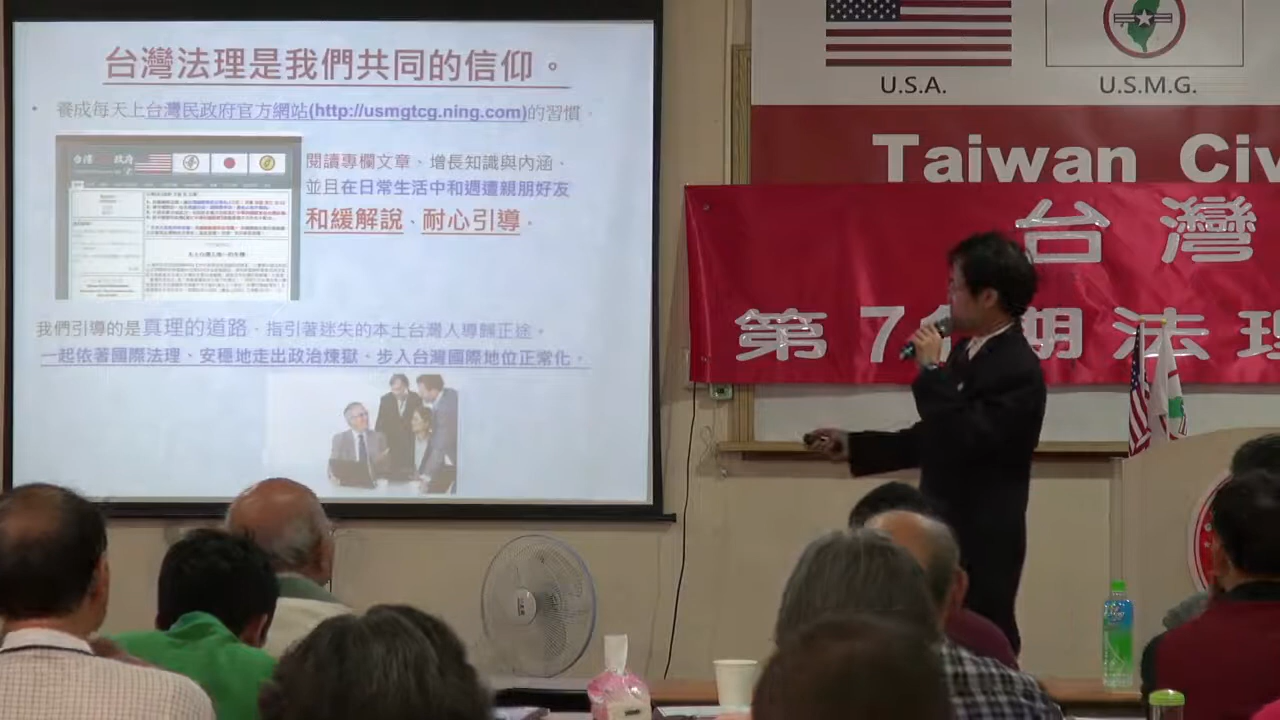 台灣法理是我們共同的信仰。
• 養成每天上台灣民政府官方網站(http://usmgtcg.ning.com)的習慣。
台灣 政府
閱讀專欄文章、增長知識與內涵、
並且在日常生活中和週遭親朋好友
和緩解說、耐心引導。
我們引導的是真理的道路。指引著迷失的本土台灣人導歸正途。
一起依著國際法理、安穩地走出政治煉獄、步入台灣國際地位正常化。
U.S.A.
U.S.M.G.
Taiwan Civ
台灣
第7 期法理